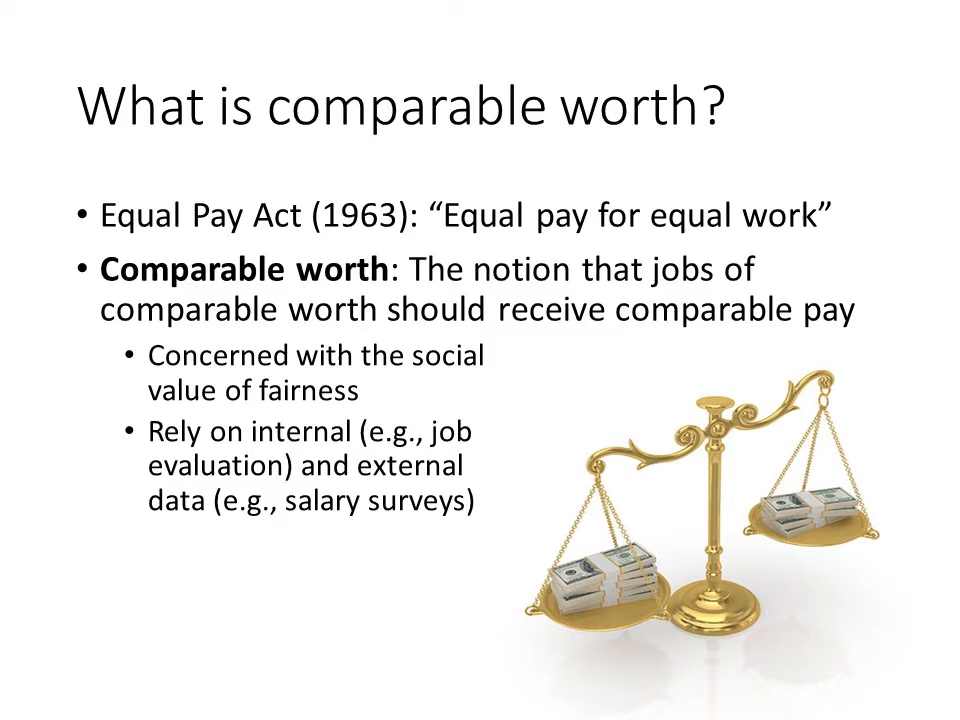 What is comparable worth?
• Equal Pay Act (1963): “Equal pay for equal work”
• Comparable worth: The notion that jobs of
comparable worth should receive comparable pay
• Concerned with the social
value of fairness
• Rely on internal (e.g., job
evaluation) and external
data (e.g., salary surveys)